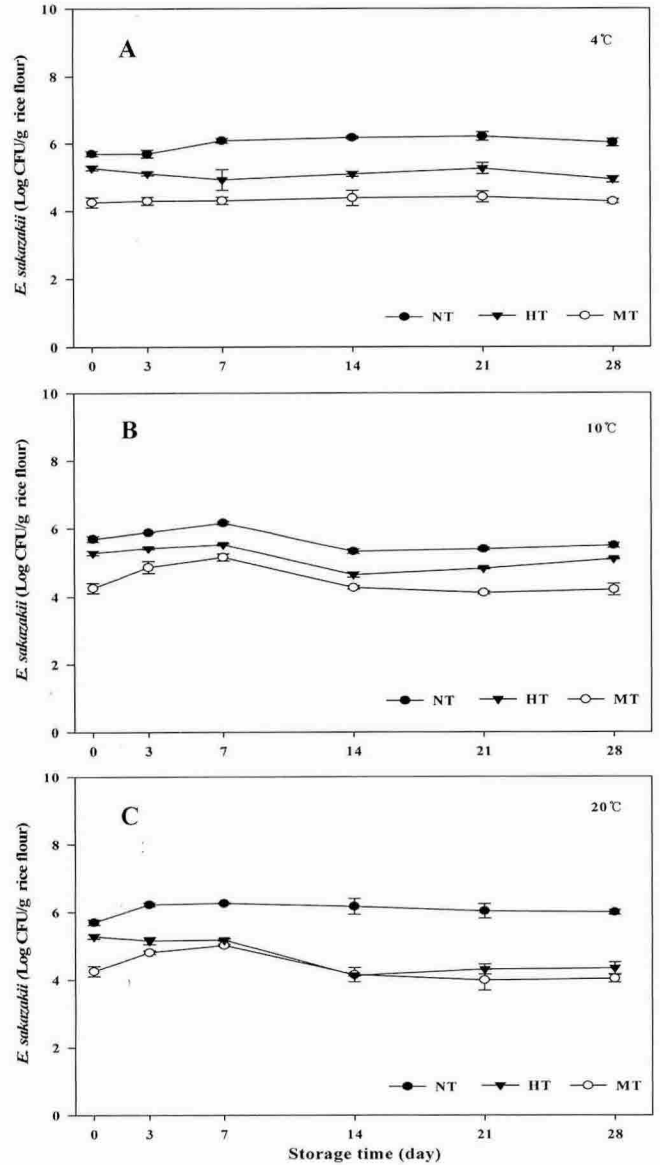 10
A
4℃
8
6
4
2
0
E. sakazakii (Log CFU/g rice flour)
NT HT MT
0 3 7 14 21 28
10
B
10℃
8
6
4
2
0
E. sakazakii (Log CFU/g rice flour)
NT HT MT
0 3 7 14 21 28
10
C
20℃
8
6
4
2
0
E. sakazakii (Log CFU/g rice flour)
NT HT MT
0 3 7 14 21 28
Storage time (day)